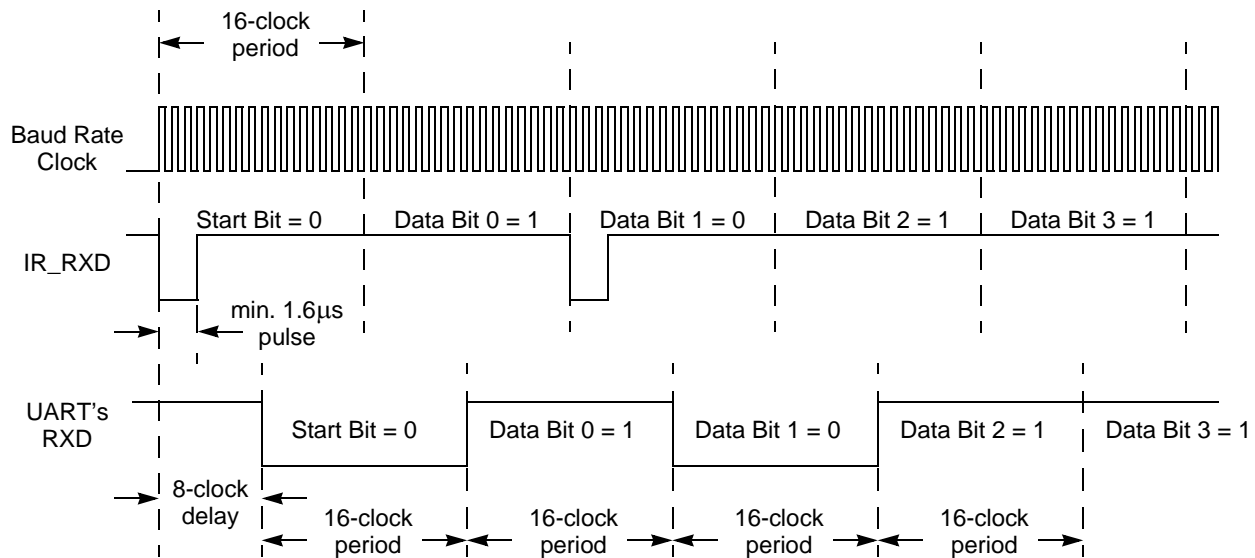 16-clock
period
Baud Rate
Clock
Start Bit = 0
Data Bit 0 = 1
Data Bit 1 = 0
Data Bit 2 = 1
Data Bit 3 = 1
IR_RXD
min. 1.6μs
pulse
UART's
RXD
Start Bit = 0
Data Bit 0 = 1
Data Bit 1 = 0
Data Bit 2 = 1
Data Bit 3 = 1
8-clock
delay
16-clock
period
16-clock
period
16-clock
period
16-clock
period